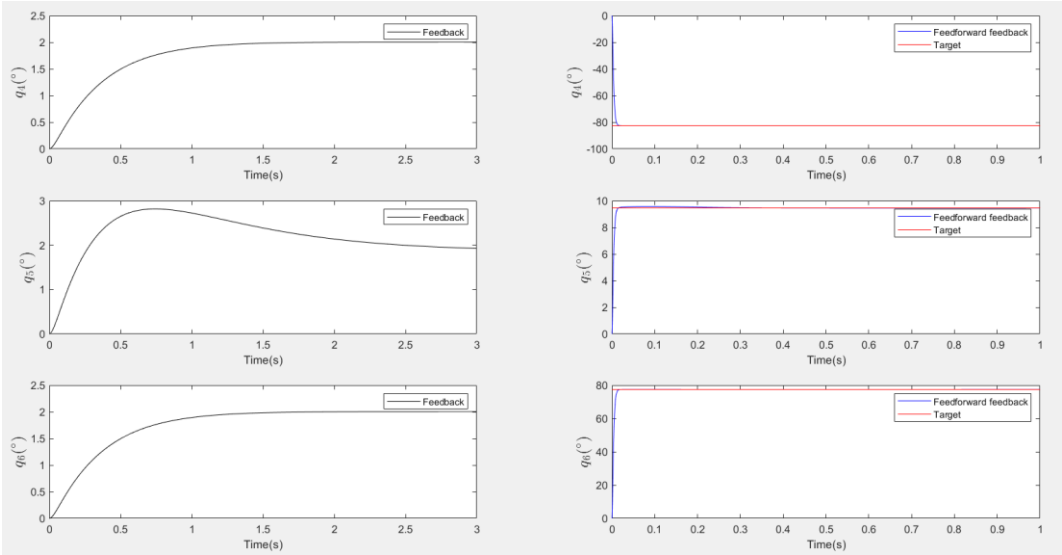 2.5
2
1.5
1
0.5
0
q₄(°)
Feedback
0 0.5 1 1.5 2 2.5 3
Time(s)
0
-20
-40
-60
-80
-100
q₄(°)
Feedforward feedback
Target
0 0.1 0.2 0.3 0.4 0.5 0.6 0.7 0.8 0.9 1
Time(s)
3
2
1
0
q₅(°)
Feedback
0 0.5 1 1.5 2 2.5 3
Time(s)
10
8
6
4
2
0
q₅(°)
Feedforward feedback
Target
0 0.1 0.2 0.3 0.4 0.5 0.6 0.7 0.8 0.9 1
Time(s)
2.5
2
1.5
1
0.5
0
q₆(°)
Feedback
0 0.5 1 1.5 2 2.5 3
Time(s)
80
60
40
20
0
q₆(°)
Feedforward feedback
Target
0 0.1 0.2 0.3 0.4 0.5 0.6 0.7 0.8 0.9 1
Time(s)